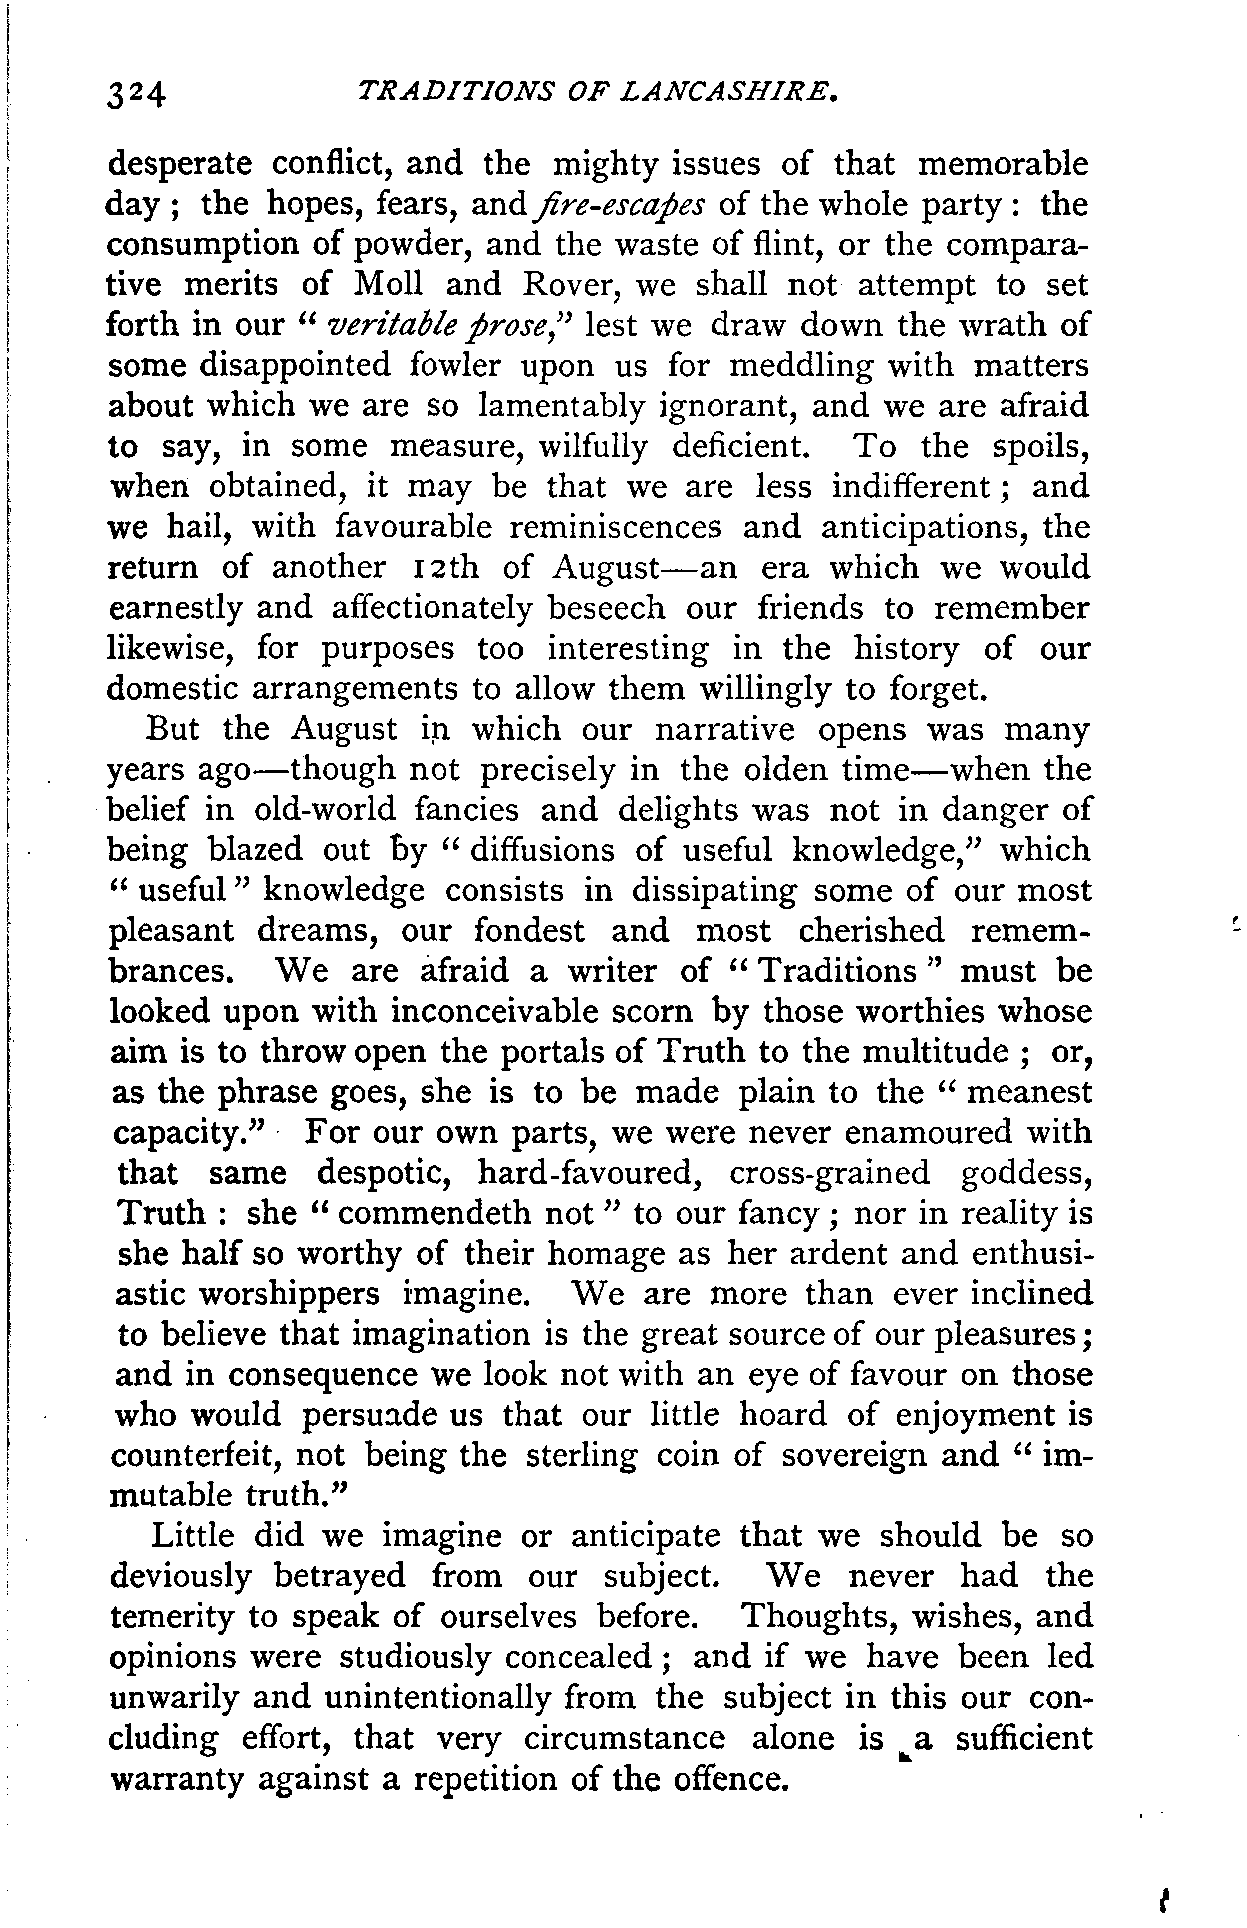 324 TRADITIONS OF LANCASHIRE.
desperate conflict, and the mighty issues of that memorable
day ; the hopes, fears, and fire-escapes of the whole party : the
consumption of powder, and the waste of flint, or the compara-
tive merits of Moll and Rover, we shall not attempt to set
forth in our “ veritable prose,” lest we draw down the wrath of
some disappointed fowler upon us for meddling with matters
about which we are so lamentably ignorant, and we are afraid
to say, in some measure, wilfully deficient. To the spoils,
when obtained, it may be that we are less indifferent ; and
we hail, with favourable reminiscences and anticipations, the
return of another 12th of August—an era which we would
earnestly and affectionately beseech our friends to remember
likewise, for purposes too interesting in the history of our
domestic arrangements to allow them willingly to forget.
But the August in which our narrative opens was many
years ago—though not precisely in the olden time—when the
belief in old-world fancies and delights was not in danger of
being blazed out by “ diffusions of useful knowledge,” which
“ useful ” knowledge consists in dissipating some of our most
pleasant dreams, our fondest and most cherished remem-
brances. We are afraid a writer of “ Traditions ” must be
looked upon with inconceivable scorn by those worthies whose
aim is to throw open the portals of Truth to the multitude ; or,
as the phrase goes, she is to be made plain to the “ meanest
capacity.” For our own parts, we were never enamoured with
that same despotic, hard-favoured, cross-grained goddess,
Truth : she “ commendeth not ” to our fancy ; nor in reality is
she half so worthy of their homage as her ardent and enthusi-
astic worshippers imagine. We are more than ever inclined
to believe that imagination is the great source of our pleasures ;
and in consequence we look not with an eye of favour on those
who would persuade us that our little hoard of enjoyment is
counterfeit, not being the sterling coin of sovereign and “ im-
mutable truth.”
Little did we imagine or anticipate that we should be so
deviously betrayed from our subject. We never had the
temerity to speak of ourselves before. Thoughts, wishes, and
opinions were studiously concealed ; and if we have been led
unwarily and unintentionally from the subject in this our con-
cluding effort, that very circumstance alone is a sufficient
warranty against a repetition of the offence.